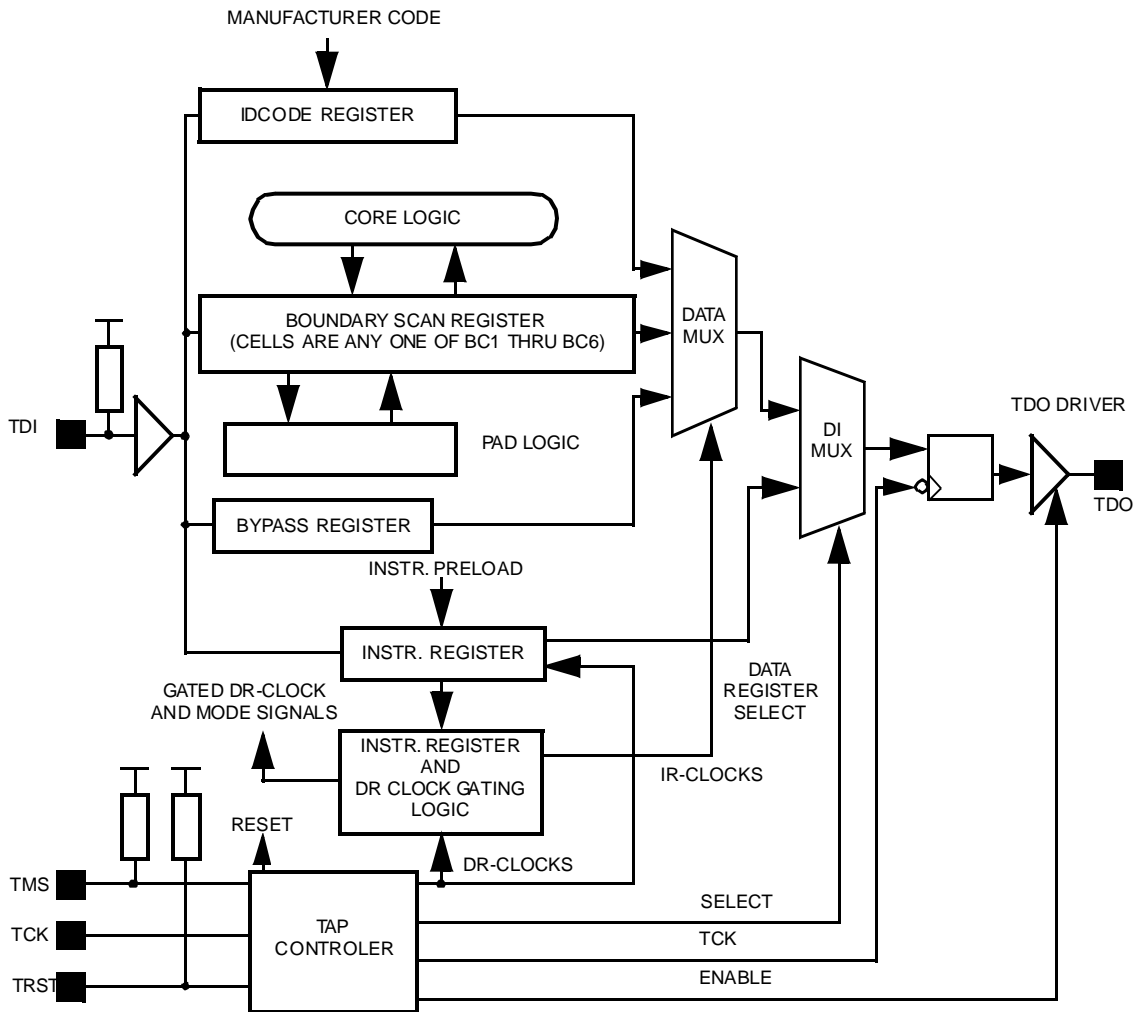 MANUFACTURER CODE
IDCODE REGISTER
CORE LOGIC
BOUNDARY SCAN REGISTER
(CELLS ARE ANY ONE OF BC1 THRU BC6)
DATA
MUX
TDI
PAD LOGIC
DI
MUX
TDO DRIVER
TDO
BYPASS REGISTER
INSTR. PRELOAD
INSTR. REGISTER
DATA
REGISTER
SELECT
GATED DR-CLOCK
AND MODE SIGNALS
INSTR. REGISTER
AND
DR CLOCK GATING
LOGIC
IR-CLOCKS
RESET
DR-CLOCKS
TMS
TCK
TRST
TAP
CONTROLER
SELECT
TCK
ENABLE